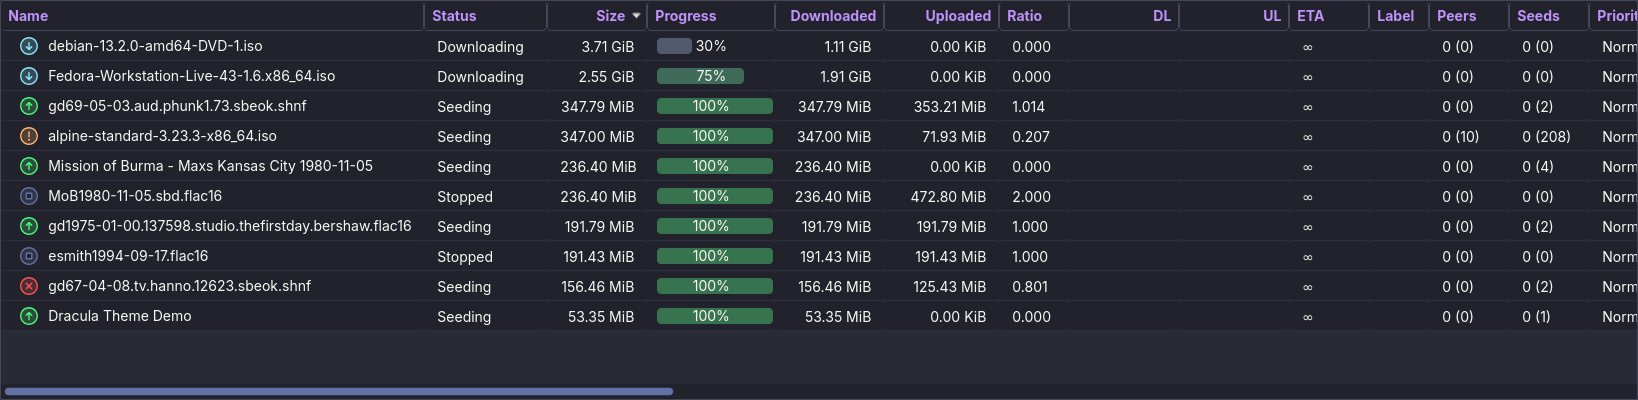 Name Status Size Progress Downloaded Uploaded Ratio DL UL ETA Label Peers Seeds Priorit
debian-13.2.0-amd64-DVD-1.iso Downloading 3.71 GiB 30% 1.11 GiB 0.00 KiB 0.000 ∞ 0 (0) 0 (0) Norm
Fedora-Workstation-Live-43-1.6.x86_64.iso Downloading 2.55 GiB 75% 1.91 GiB 0.00 KiB 0.000 ∞ 0 (0) 0 (0) Norm
gd69-05-03.aud.phunk1.73.sbeok.shnf Seeding 347.79 MiB 100% 347.79 MiB 353.21 MiB 1.014 ∞ 0 (0) 0 (2) Norm
alpine-standard-3.23.3-x86_64.iso Seeding 347.00 MiB 100% 347.00 MiB 71.93 MiB 0.207 ∞ 0 (10) 0 (208) Norm
Mission of Burma - Maxs Kansas City 1980-11-05 Seeding 236.40 MiB 100% 236.40 MiB 0.00 KiB 0.000 ∞ 0 (0) 0 (4) Norm
MoB1980-11-05.sbd.flac16 Stopped 236.40 MiB 100% 236.40 MiB 472.80 MiB 2.000 ∞ 0 (0) 0 (0) Norm
gd1975-01-00.137598.studio.thefirstday.bershaw.flac16 Seeding 191.79 MiB 100% 191.79 MiB 191.79 MiB 1.000 ∞ 0 (0) 0 (2) Norm
esmith1994-09-17.flac16 Stopped 191.43 MiB 100% 191.43 MiB 191.43 MiB 1.000 ∞ 0 (0) 0 (0) Norm
gd67-04-08.tv.hanno.12623.sbeok.shnf Seeding 156.46 MiB 100% 156.46 MiB 125.43 MiB 0.801 ∞ 0 (0) 0 (2) Norm
Dracula Theme Demo Seeding 53.35 MiB 100% 53.35 MiB 0.00 KiB 0.000 ∞ 0 (0) 0 (1) Norm